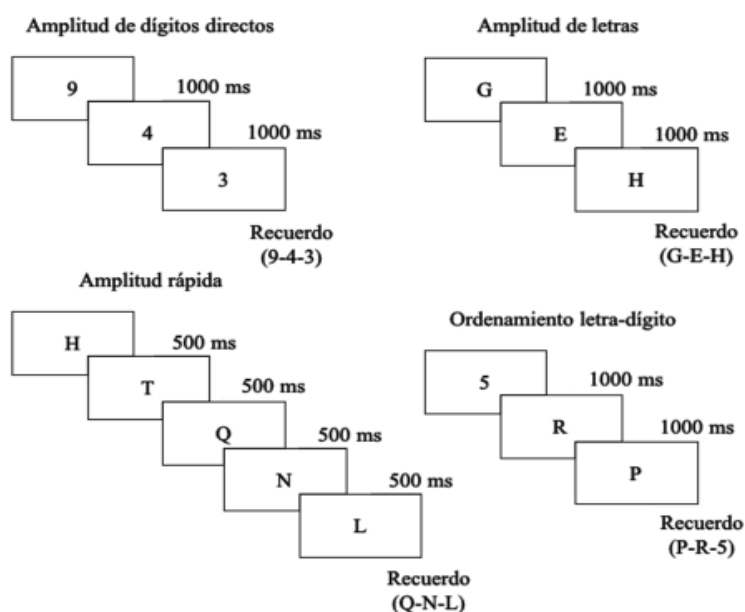 Amplitud de dígitos directos
9
1000 ms
4
1000 ms
3
Recuerdo
(9-4-3)
Amplitud de letras
G
1000 ms
E
1000 ms
H
Recuerdo
(G-E-H)
Amplitud rápida
H
500 ms
T
500 ms
Q
500 ms
N
500 ms
L
Recuerdo
(Q-N-L)
Ordenamiento letra-dígito
5
1000 ms
R
1000 ms
P
Recuerdo
(P-R-5)